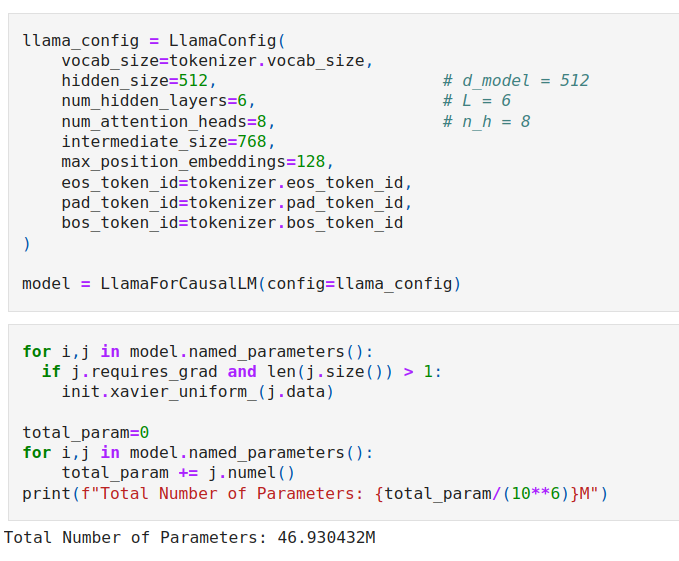 llama_config = LlamaConfig(
    vocab_size=tokenizer.vocab_size,
    hidden_size=512,                       # d_model = 512
    num_hidden_layers=6,                   # L = 6
    num_attention_heads=8,                 # n_h = 8
    intermediate_size=768,
    max_position_embeddings=128,
    eos_token_id=tokenizer.eos_token_id,
    pad_token_id=tokenizer.pad_token_id,
    bos_token_id=tokenizer.bos_token_id
)
model = LlamaForCausalLM(config=llama_config)
for i,j in model.named_parameters():
  if j.requires_grad and len(j.size()) > 1:
    init.xavier_uniform_(j.data)
total_param=0
for i,j in model.named_parameters():
    total_param += j.numel()
print(f"Total Number of Parameters: {total_param/(10**6)}M")
Total Number of Parameters: 46.930432M